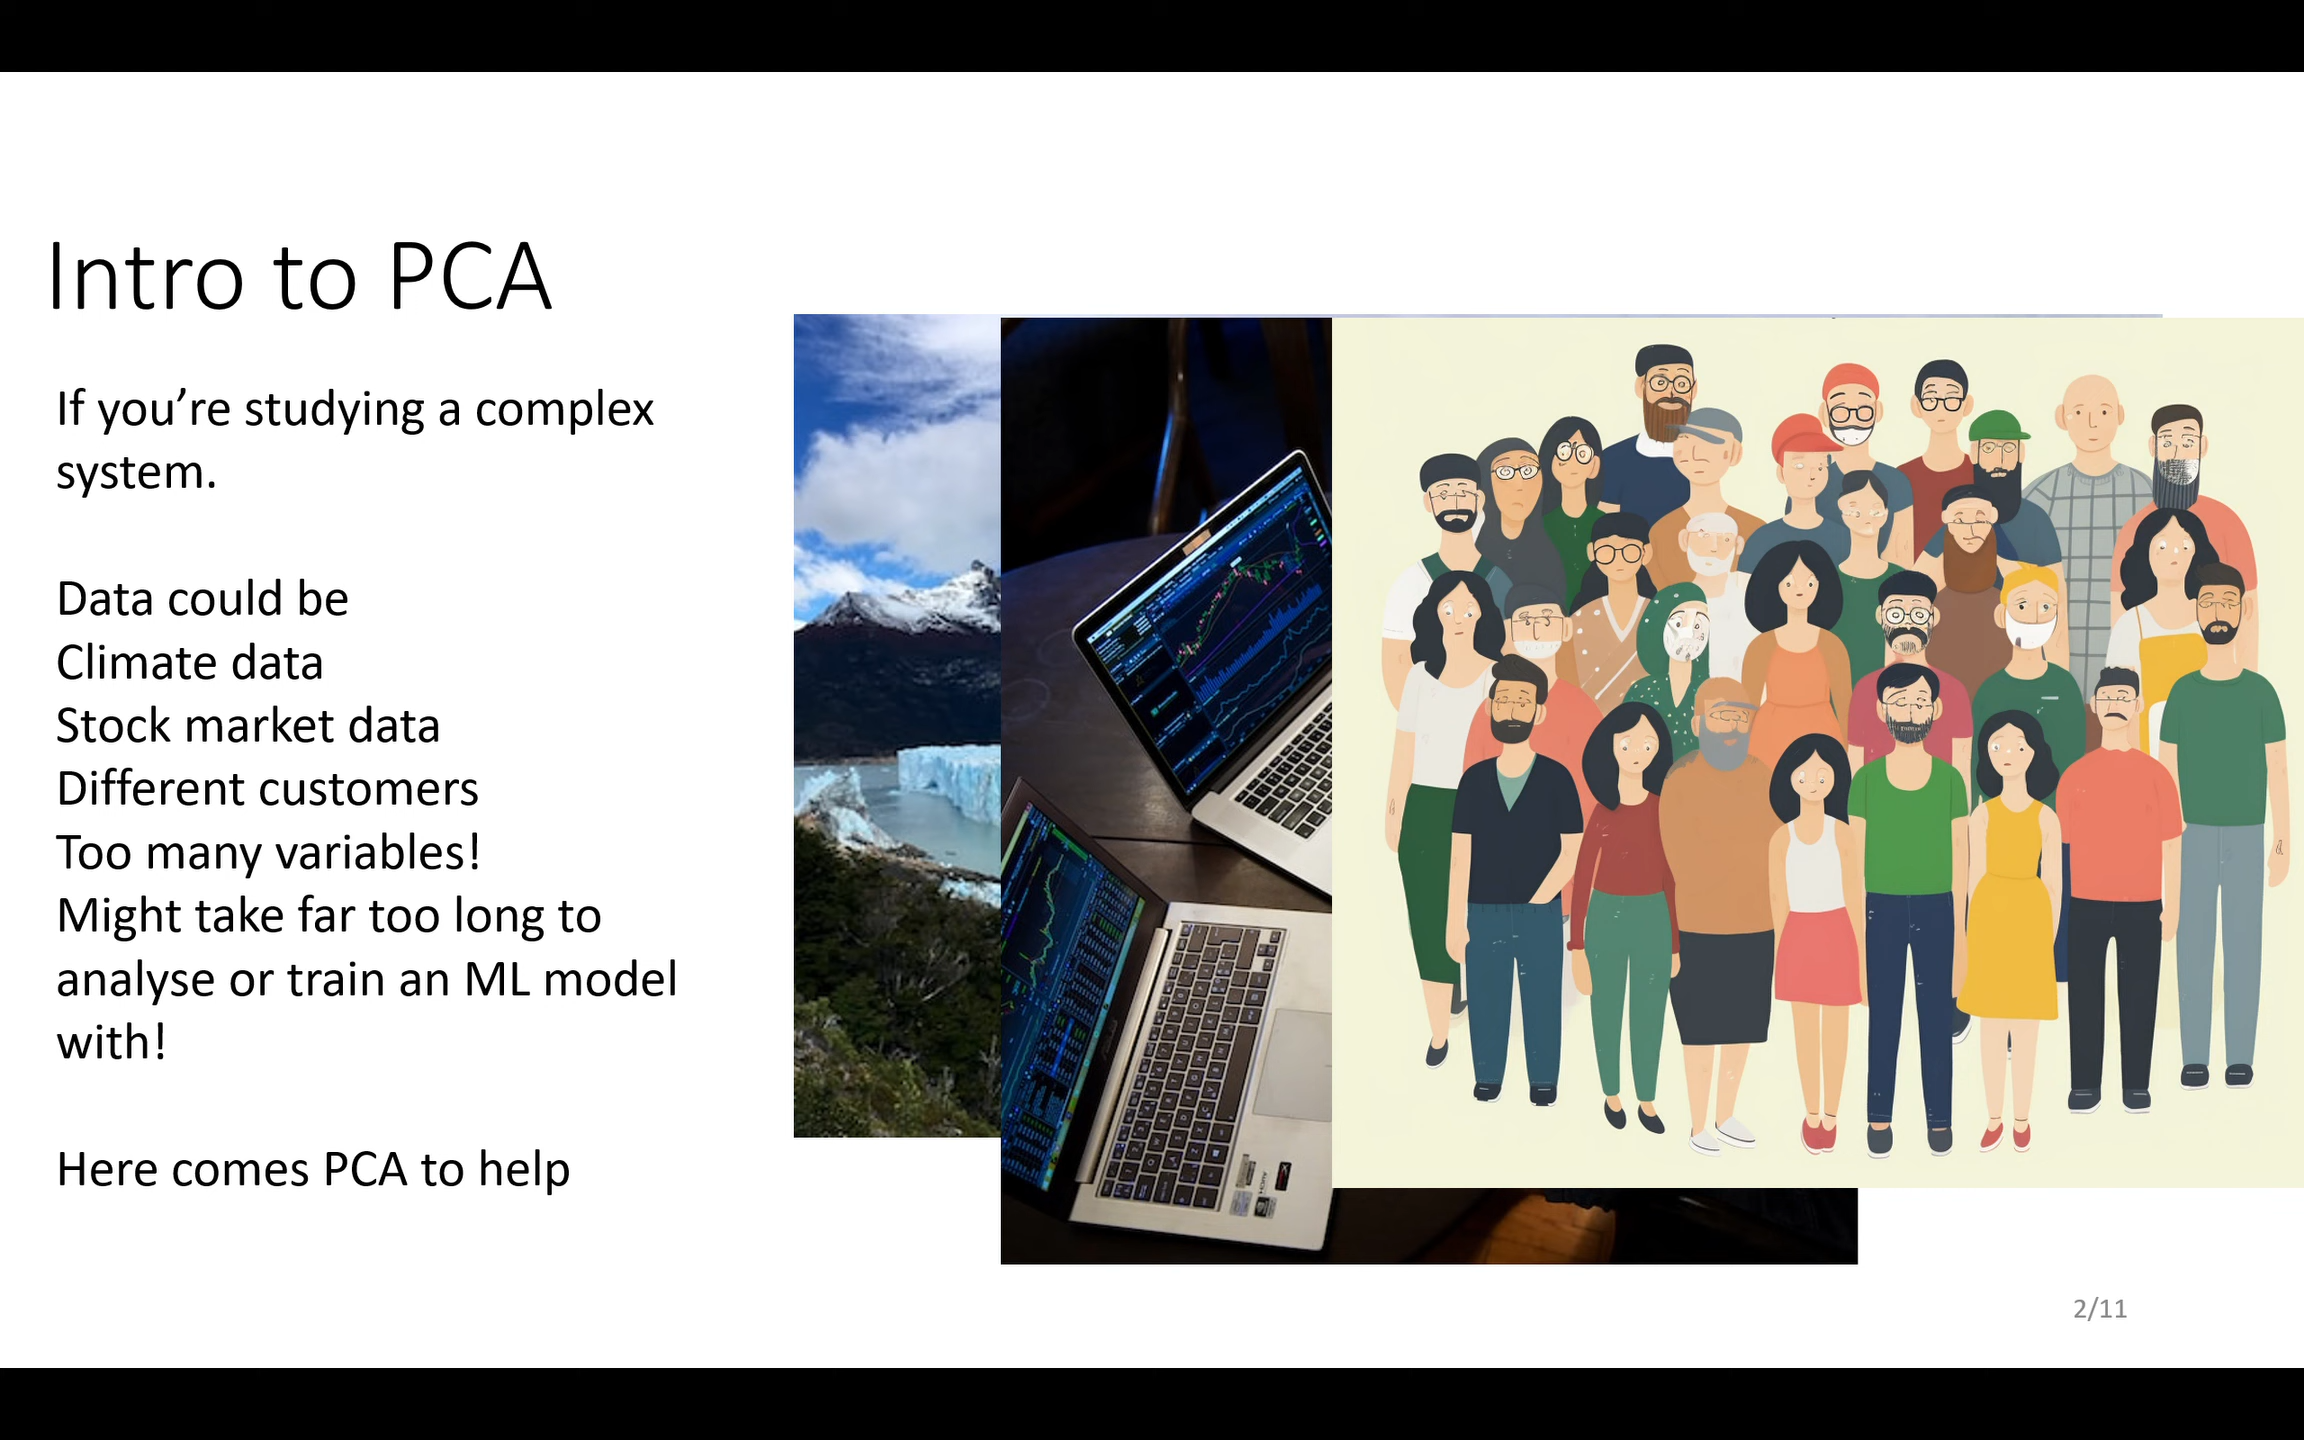 Intro to PCA
If you’re studying a complex
system.
Data could be
Climate data
Stock market data
Different customers
Too many variables!
Might take far too long to
analyse or train an ML model
with!
Here comes PCA to help
2/11